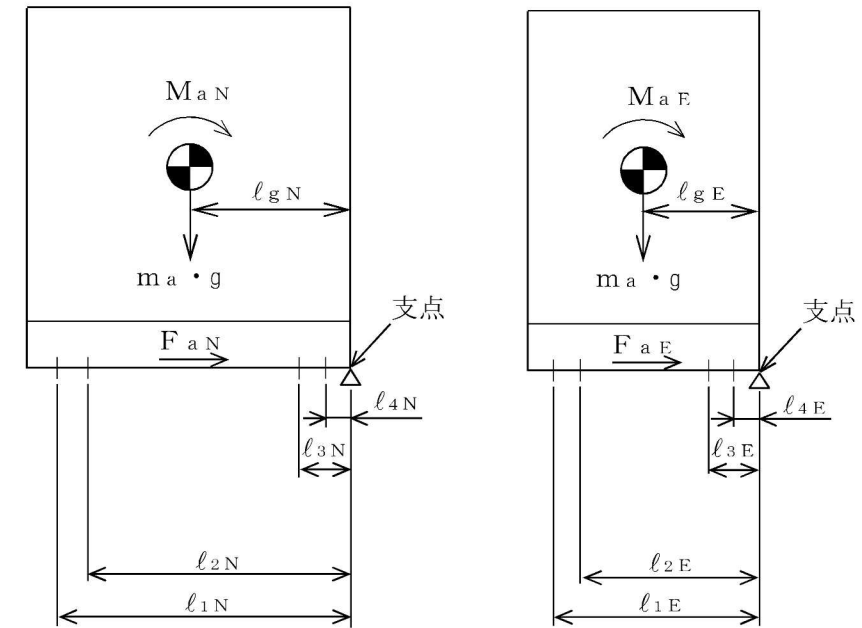 MaN
ℓgN
ma・g
支点
FaN
ℓ4N
ℓ3N
ℓ2N
ℓ1N
MaE
ℓgE
ma・g
支点
FaE
ℓ4E
ℓ3E
ℓ2E
ℓ1E